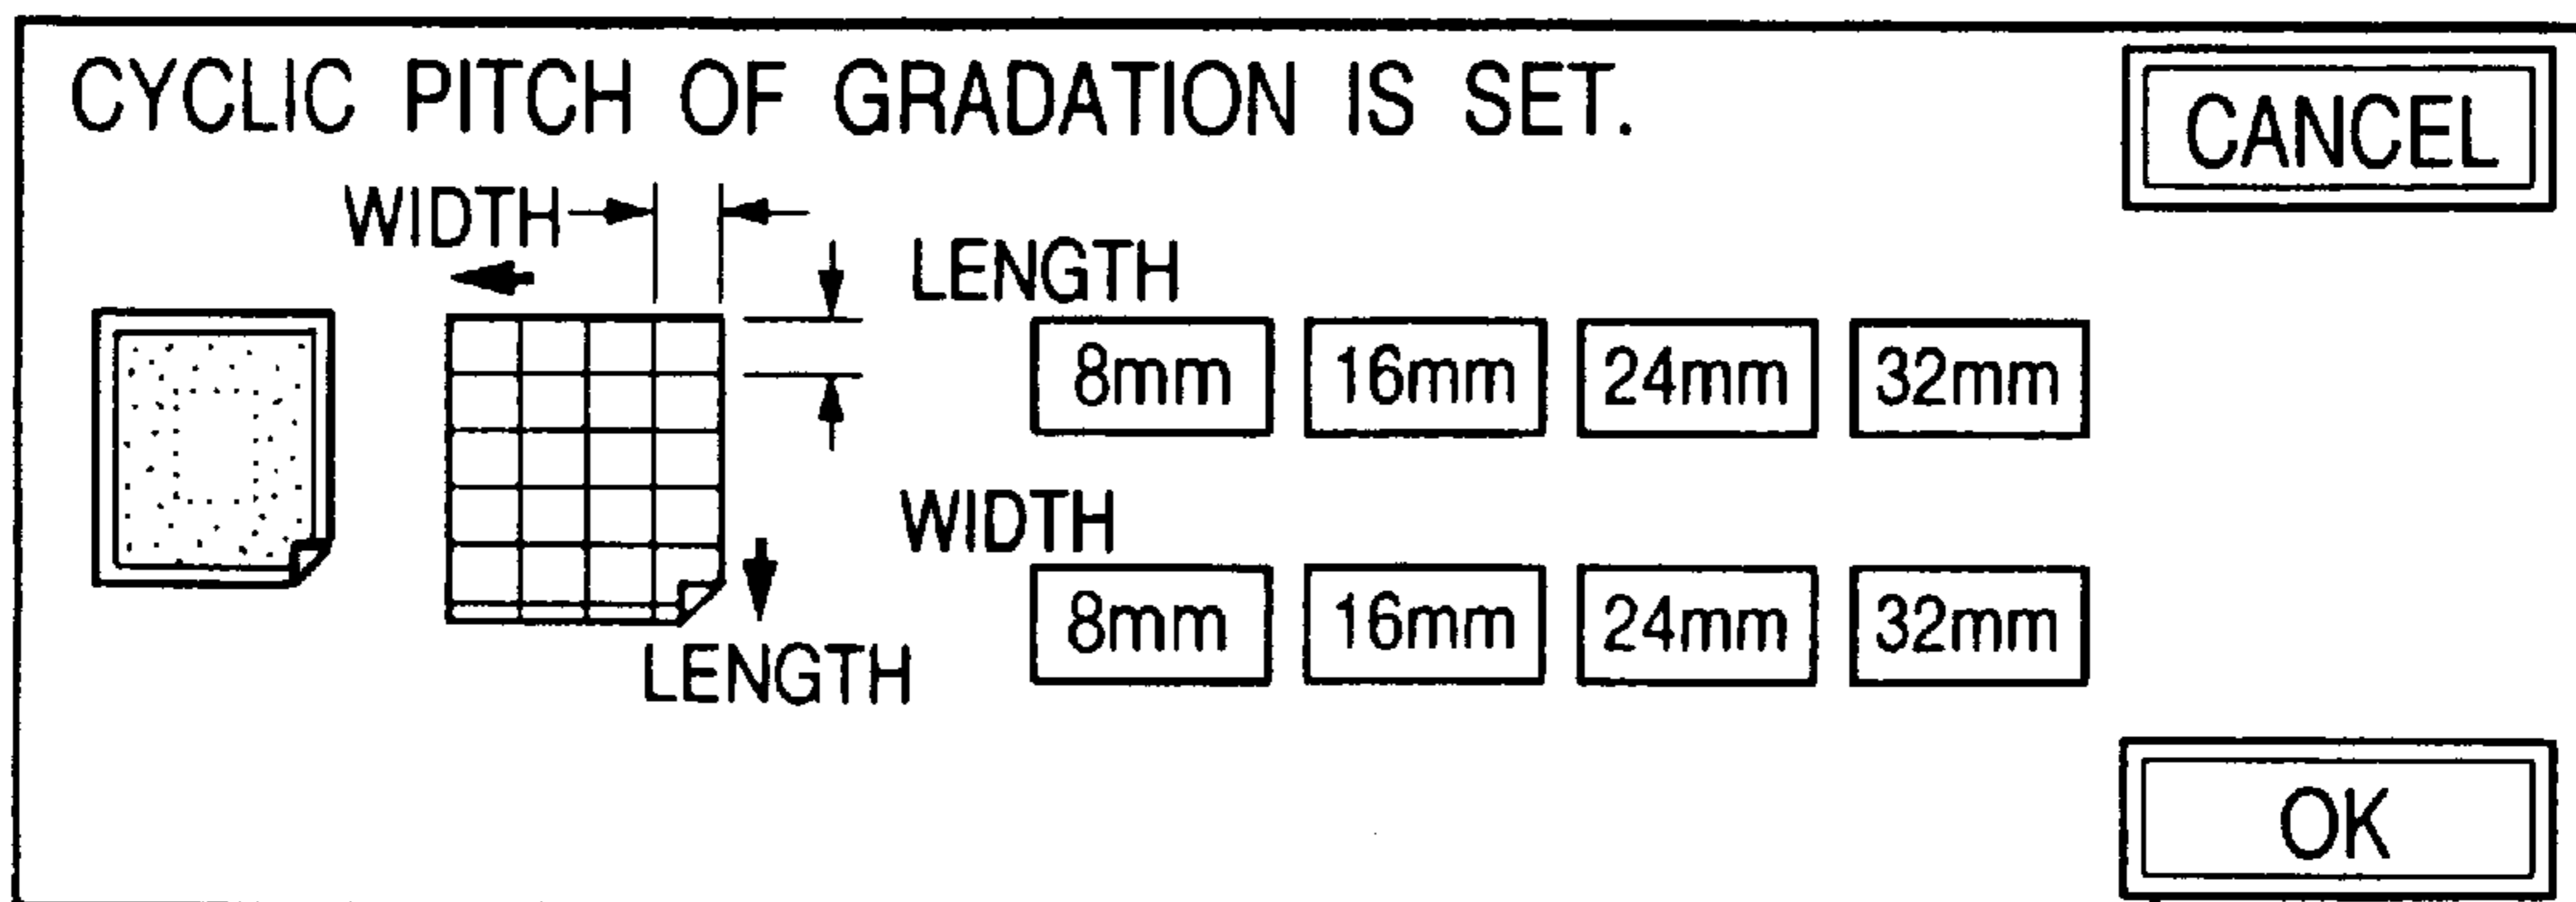 CYCLIC PITCH OF GRADATION IS SET.
CANCEL
WIDTH
LENGTH
8mm 16mm 24mm 32mm
WIDTH
8mm 16mm 24mm 32mm
LENGTH
OK